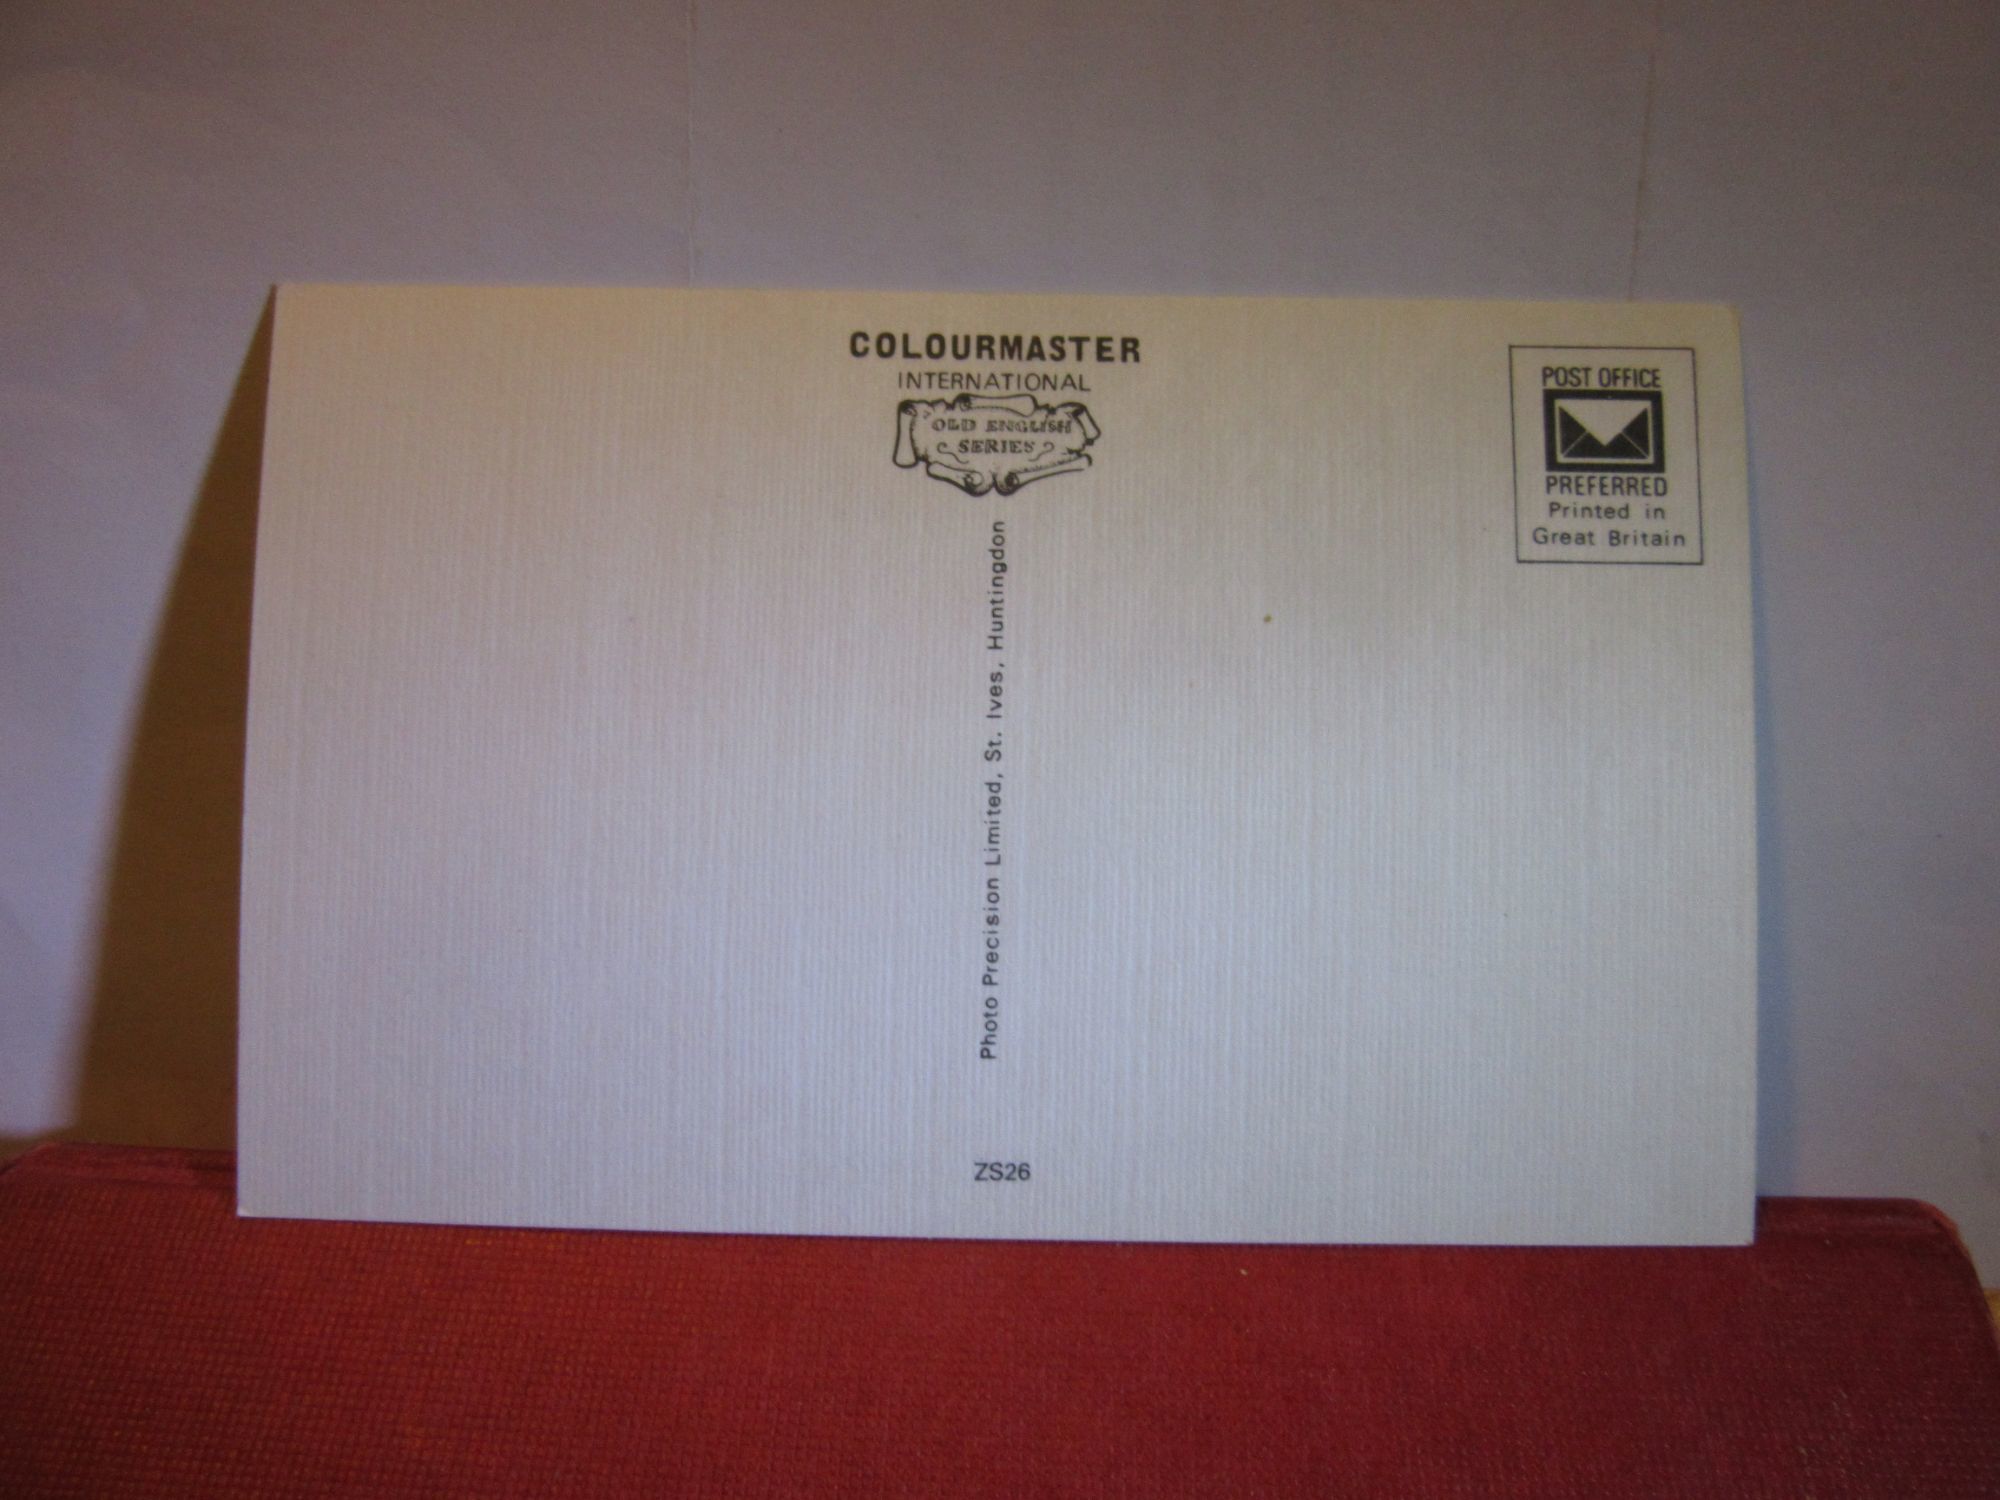 COLOURMASTER
INTERNATIONAL
OLD ENGLISH
SERIES
POST OFFICE
PREFERRED
Printed in
Great Britain
Photo Precision Limited, St. Ives, Huntingdon
ZS26